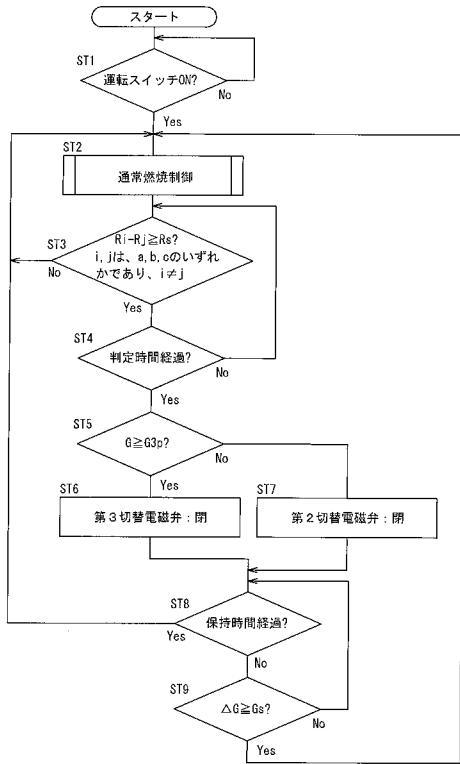 スタート
ST1
運転スイッチON?
No
Yes
ST2
通常燃焼制御
ST3
Ri-Rj≧Rs?
i,jは、a,b,cのいずれ
かであり、i≠j
No
Yes
ST4
判定時間経過?
No
Yes
ST5
G≧G3p?
No
Yes
ST6
第3切替電磁弁:閉
ST7
第2切替電磁弁:閉
ST8
保持時間経過?
Yes
No
ST9
△G≧Gs?
No
Yes